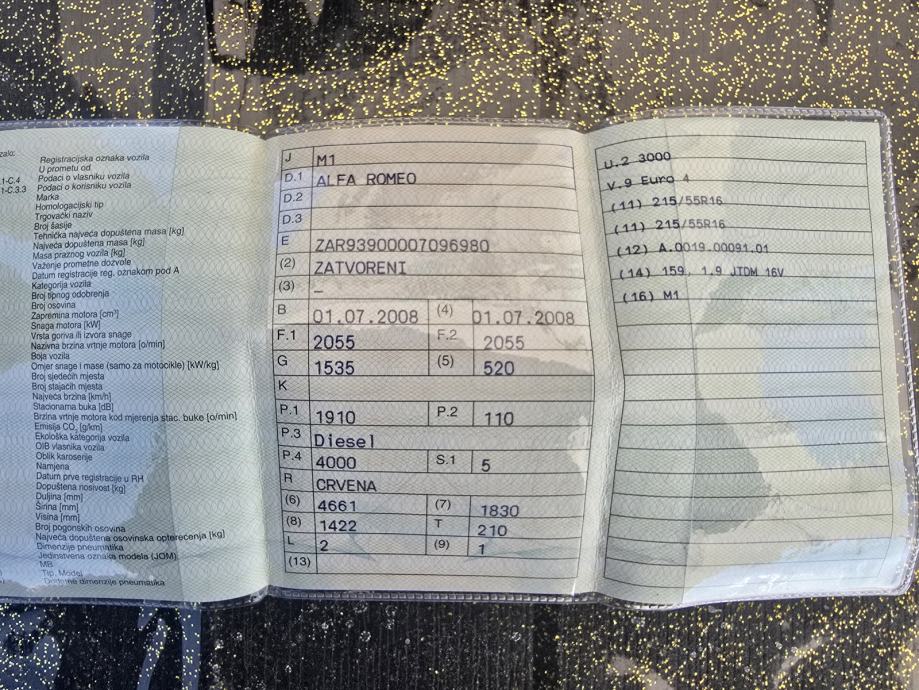 zalo:
Registracijska oznaka vozila
U prometu od
1-C.4 Podaci o vlasniku vozila
1-C.3.3 Podaci o korisniku vozila
Marka
Homologacijski tip
Trgovački naziv
Broj šasije
Tehnička najveća dopuštena masa [kg]
Najveća dopuštena masa [kg]
Masa praznog vozila [kg]
Važenje prometne dozvole
Datum registracije reg. oznakom pod A
Kategorija vozila
Broj tipnog odobrenja
Broj osovina
Zapremina motora [cm³]
Snaga motora [kW]
Vrsta goriva ili izvora snage
Nazivna brzina vrtnje motora [o/min]
Boja vozila
Omjer snage i mase (samo za motocikle) [kW/kg]
Broj sjedećih mjesta
Broj stajaćih mjesta
Najveća brzina [km/h]
Stacionarna buka [dB]
Brzina vrtnje motora kod mjerenja stac. buke [o/min]
Emisija CO₂ [g/km]
Ekološka kategorija vozila
OIB vlasnika vozila
Oblik karoserije
Namjena
Datum prve registracije u RH
Dopuštena nosivost [kg]
Duljina [mm]
Širina [mm]
Visina [mm]
Broj pogonskih osovina
Najveća dopuštena osovinska opterećenja [kg]
Dimenzije pneumatika
Jedinstvena oznaka modela (JOM)
MB
Tip, Model
Dodatne dimenzije pneumatika
J M1
D.1 ALFA ROMEO
D.2
D.3
E ZAR93900007096980
(2) ZATVORENI
(3) –
B 01.07.2008 (4) 01.07.2008
F.1 2055 F.2 2055
G 1535 (5) 520
K
P.1 1910 P.2 110
P.3 Diesel
P.4 4000 S.1 5
R CRVENA
(6) 4661 (7) 1830
(8) 1422 T 210
L 2 (9) 1
(13)
U.2 3000
V.9 Euro 4
(11) 215/55R16
(11) 215/55R16
(12) A.0019.00091.01
(14) 159, 1.9 JTDM 16V
(16) M1